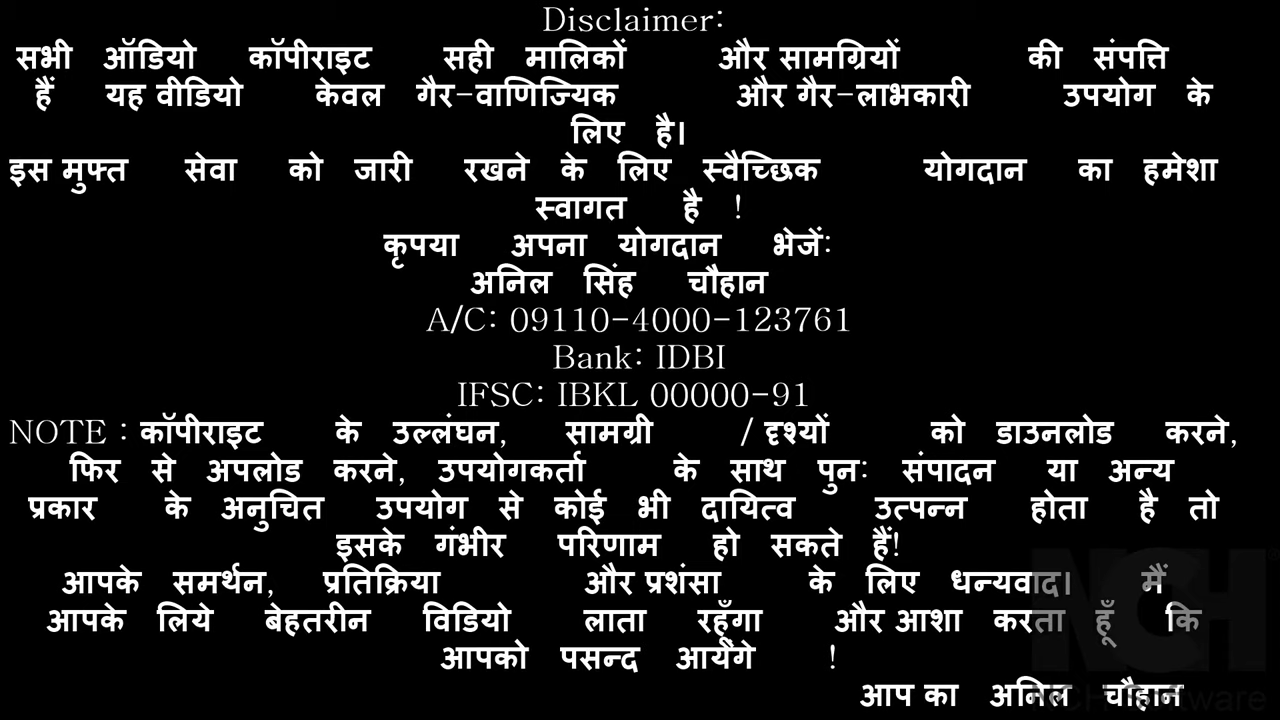 Disclaimer:
सभी ऑडियो कॉपीराइट सही मालिकों और सामग्रियों की संपत्ति
हैं यह वीडियो केवल गैर-वाणिज्यिक और गैर-लाभकारी उपयोग के
लिए है।
इस मुफ्त सेवा को जारी रखने के लिए स्वैच्छिक योगदान का हमेशा
स्वागत है !
कृपया अपना योगदान भेजें:
अनिल सिंह चौहान
A/C: 09110-4000-123761
Bank: IDBI
IFSC: IBKL 00000-91
NOTE : कॉपीराइट के उल्लंघन, सामग्री / दृश्यों को डाउनलोड करने,
फिर से अपलोड करने, उपयोगकर्ता के साथ पुन: संपादन या अन्य
प्रकार के अनुचित उपयोग से कोई भी दायित्व उत्पन्न होता है तो
इसके गंभीर परिणाम हो सकते हैं!
आपके समर्थन, प्रतिक्रिया और प्रशंसा के लिए धन्यवाद। मैं
आपके लिये बेहतरीन विडियो लाता रहूँगा और आशा करता हूँ कि
आपको पसन्द आयेंगे !
आप का अनिल चौहान
NCH
NCH Software